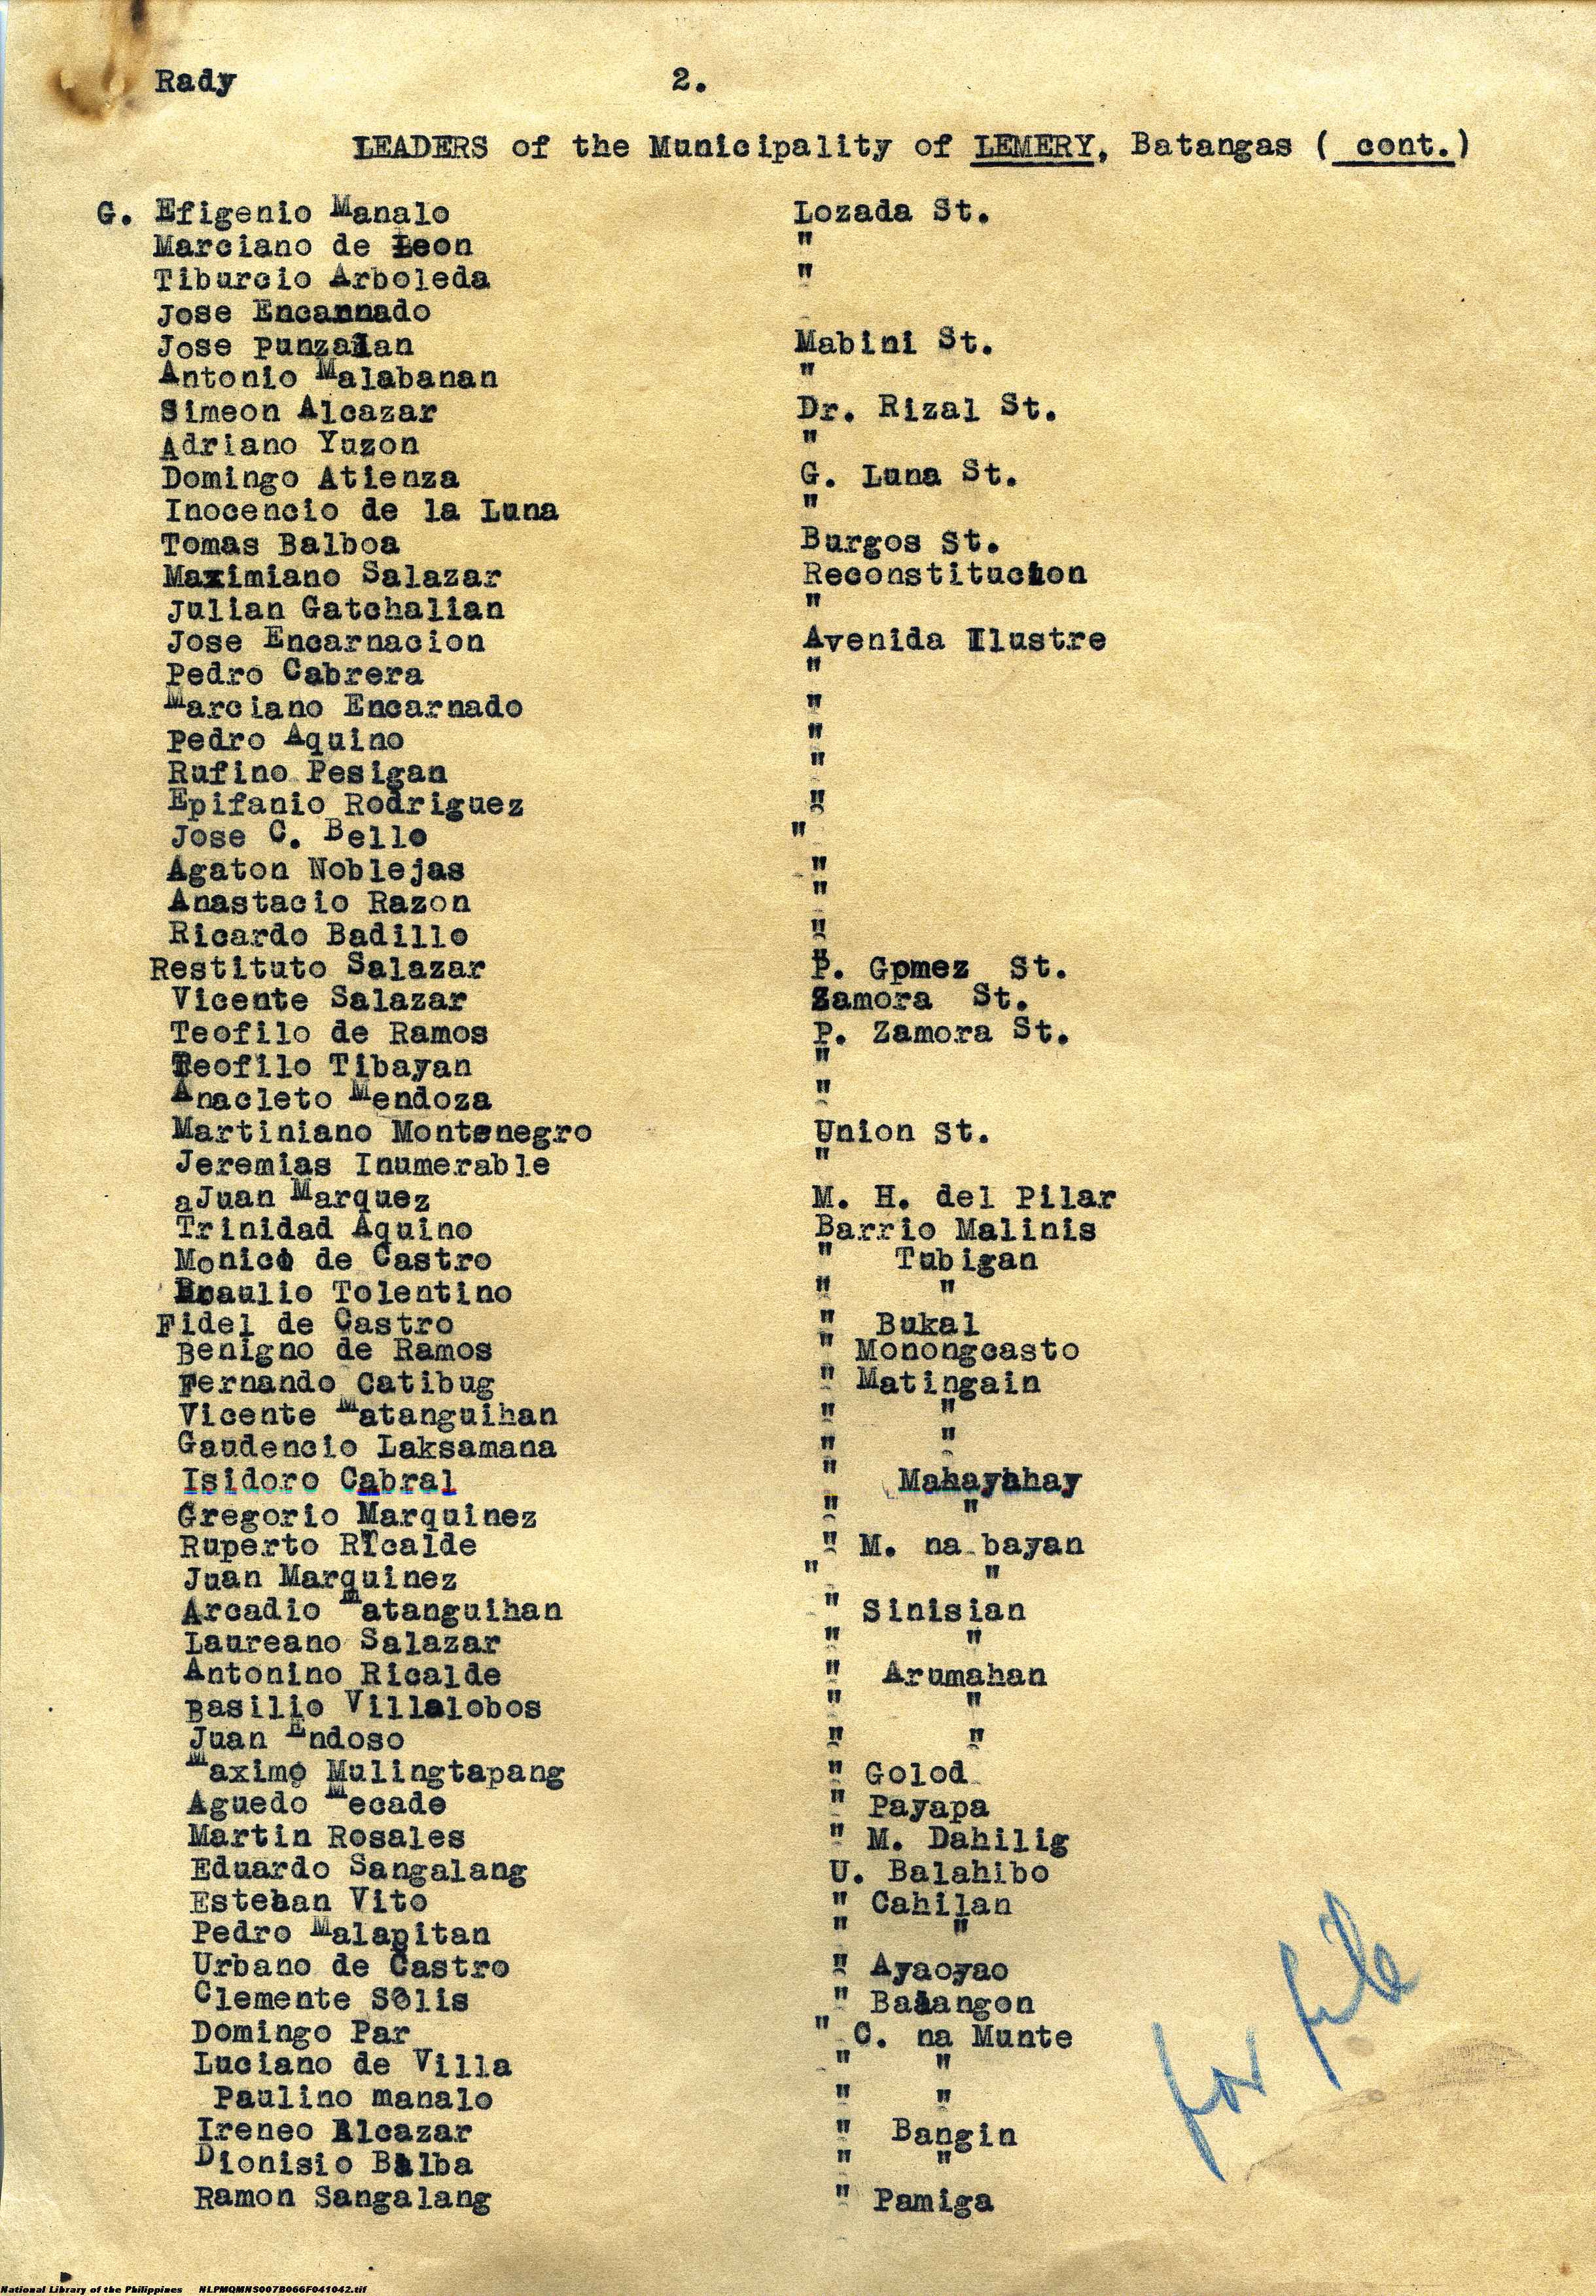 Rady 2.
LEADERS of the Municipality of LEMERY, Batangas ( cont.)
G. Efigenio Manalo Lozada St.
Marciano de Leon "
Tiburcio Arboleda "
Jose Encannado
Jose Punzalan Mabini St.
Antonio Malabanan "
Simeon Alcazar Dr. Rizal St.
Adriano Yuzon "
Domingo Atienza G. Luna St.
Inocencio de la Luna "
Tomas Balboa Burgos St.
Maximiano Salazar Reconstitucion
Julian Gatchalian "
Jose Encarnacion Avenida Ilustre
Pedro Cabrera "
Marciano Encarnado "
Pedro Aquino "
Rufino Pesigan "
Epifanio Rodriguez "
Jose C. Bello "
Agaton Noblejas "
Anastacio Razon "
Ricardo Badillo "
Restituto Salazar P. Gpmez St.
Vicente Salazar Zamora St.
Teofilo de Ramos P. Zamora St.
Teofilo Tibayan "
Anacleto Mendoza "
Martiniano Montenegro Union St.
Jeremias Inumerable "
aJuan Marquez M. H. del Pilar
Trinidad Aquino Barrio Malinis
Monico de Castro " Tubigan
Braulio Tolentino " "
Fidel de Castro " Bukal
Benigno de Ramos " Monongcasto
Fernando Catibug " Matingain
Vicente Matanguihan " "
Gaudencio Laksamana " "
Isidoro Cabral " Mahayahay
Gregorio Marquinez " "
Ruperto Ricalde " M. na bayan
Juan Marquinez " "
Arcadio Matanguihan " Sinisian
Laureano Salazar " "
Antonino Ricalde " Arumahan
Basilio Villalobos " "
Juan Endoso " "
Maximo Mulingtapang " Golod
Aguedo Mecade " Payapa
Martin Rosales " M. Dahilig
Eduardo Sangalang U. Balahibo
Esteban Vito " Cahilan
Pedro Malapitan " "
Urbano de Castro " Ayaoyao
Clemente Solis " Balangon
Domingo Par " C. na Munte
Luciano de Villa " "
Paulino manalo " "
Ireneo Alcazar " Bangin
Dionisio Balba " "
Ramon Sangalang " Pamiga
for file
National Library of the Philippines NLPMQMNS007B066F041042.tif